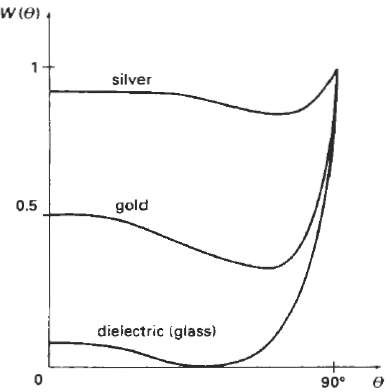 W(θ)
1
silver
0.5
gold
dielectric (glass)
0
90° θ